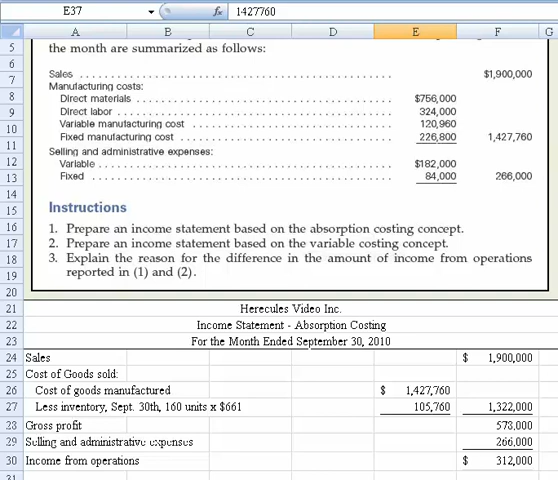 E37 fx 1427760
A B C D E F G
5 the month are summarized as follows:
6
7 Sales $1,900,000
Manufacturing costs:
8 Direct materials $756,000
9 Direct labor 324,000
10 Variable manufacturing cost 120,960
11 Fixed manufacturing cost 226,800 1,427,760
Selling and administrative expenses:
12 Variable $182,000
13 Fixed 84,000 266,000
14
15 Instructions
16 1. Prepare an income statement based on the absorption costing concept.
17 2. Prepare an income statement based on the variable costing concept.
18 3. Explain the reason for the difference in the amount of income from operations
19 reported in (1) and (2).
20
21 Herecules Video Inc.
22 Income Statement - Absorption Costing
23 For the Month Ended September 30, 2010
24 Sales $ 1,900,000
25 Cost of Goods sold:
26 Cost of goods manufactured $ 1,427,760
27 Less inventory, Sept. 30th, 160 units x $661 105,760 1,322,000
28 Gross profit 578,000
29 Selling and administrative expenses 266,000
30 Income from operations $ 312,000
31